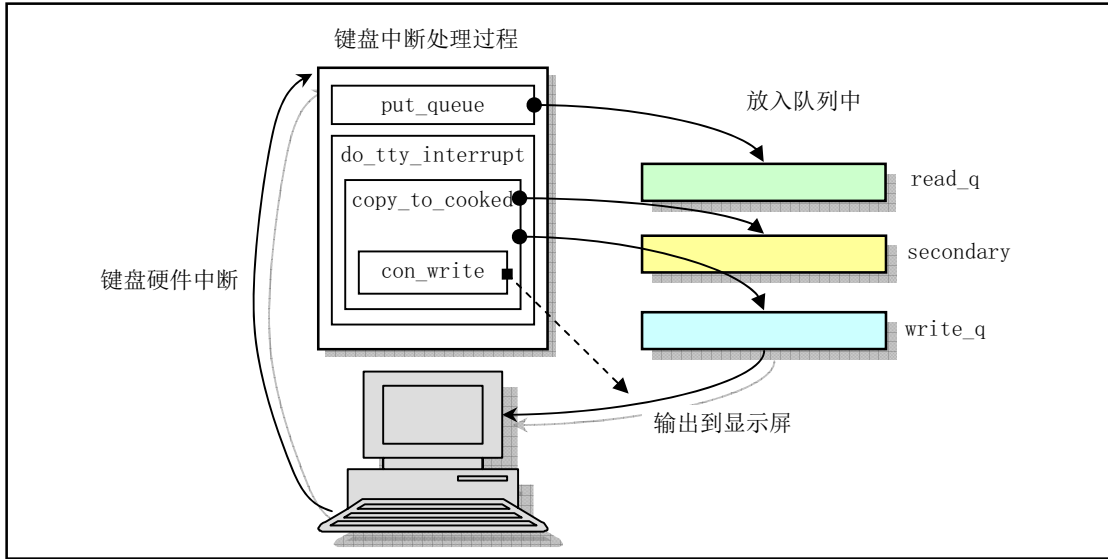 键盘中断处理过程
put_queue
放入队列中
do_tty_interrupt
read_q
copy_to_cooked
secondary
键盘硬件中断
con_write
write_q
输出到显示屏